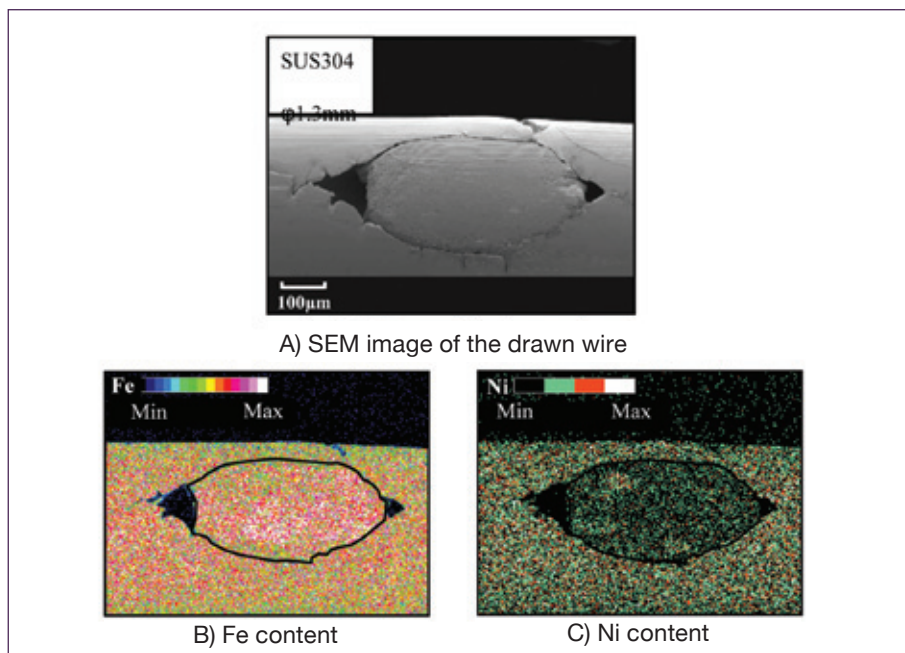 SUS304
φ1.3mm
100μm
A) SEM image of the drawn wire
Fe
Min Max
Ni
Min Max
B) Fe content
C) Ni content